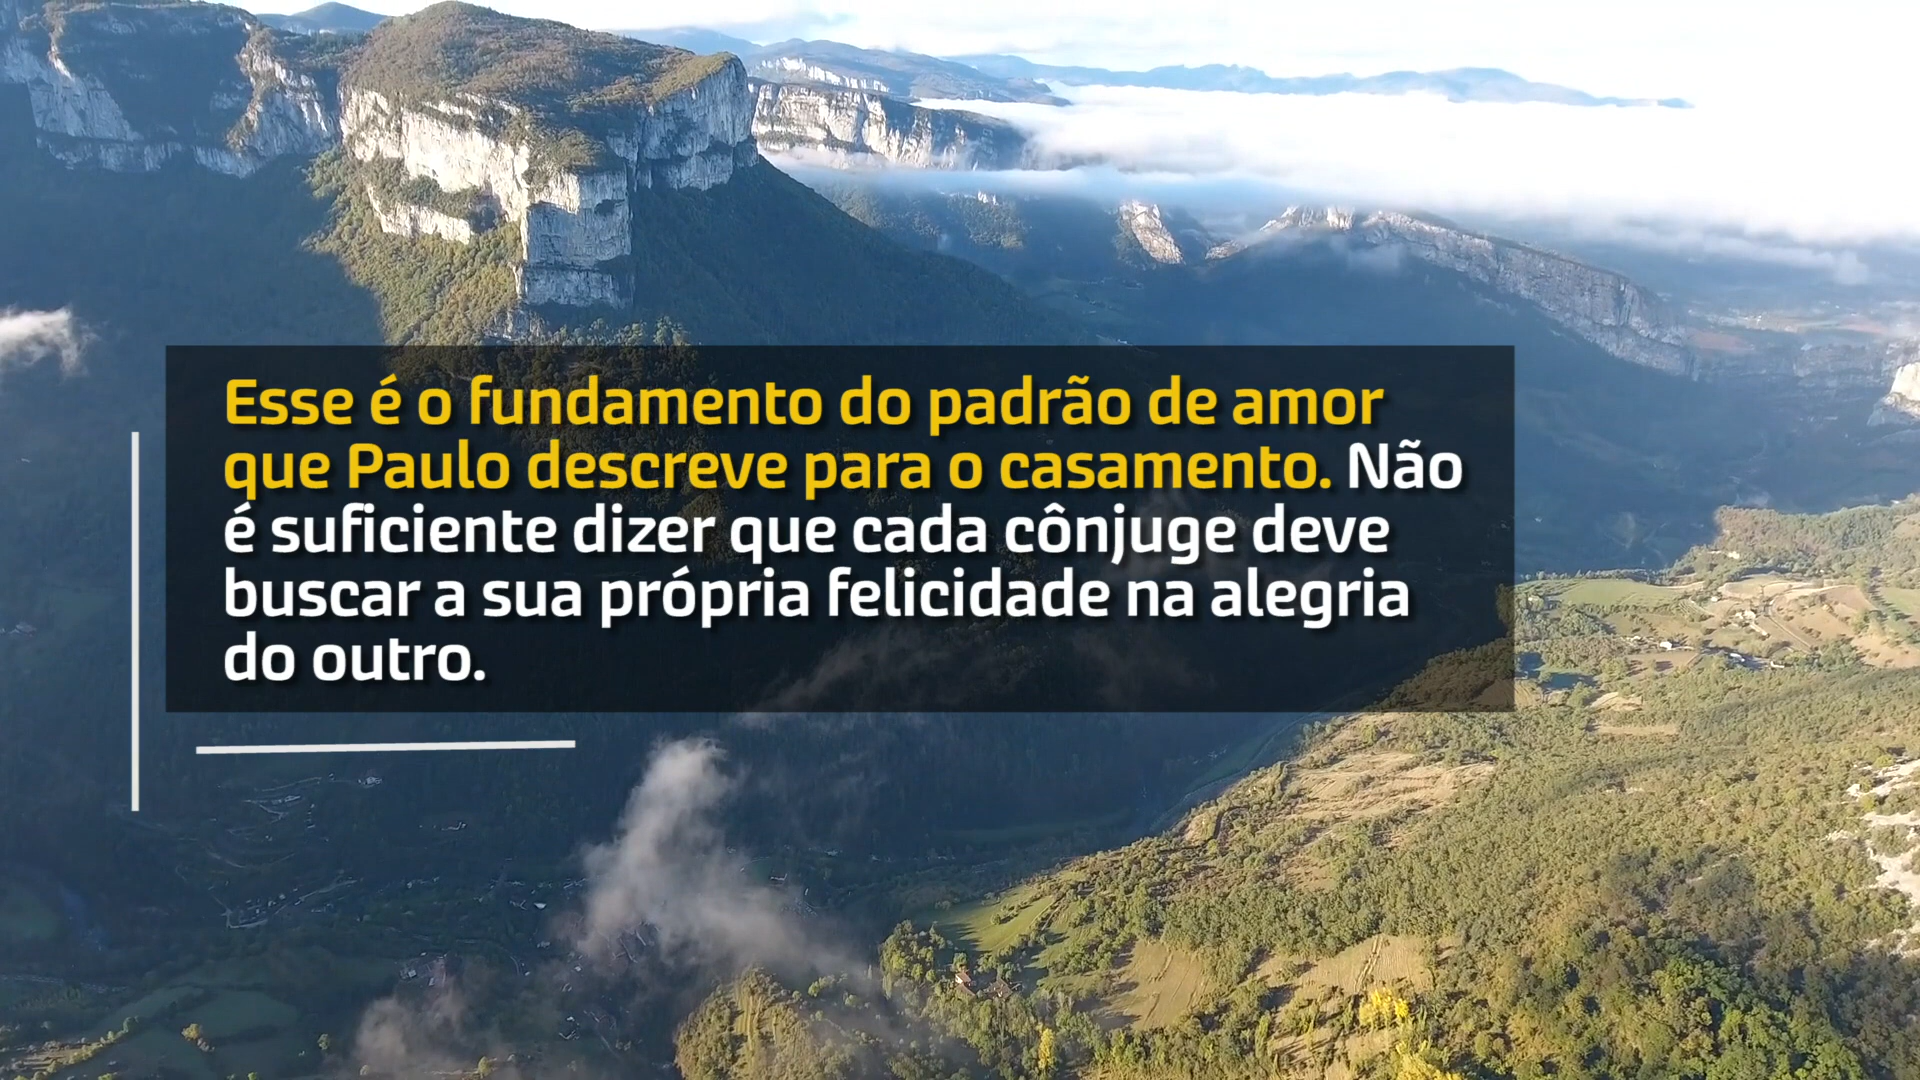 Esse é o fundamento do padrão de amor
que Paulo descreve para o casamento. Não
é suficiente dizer que cada cônjuge deve
buscar a sua própria felicidade na alegria
do outro.